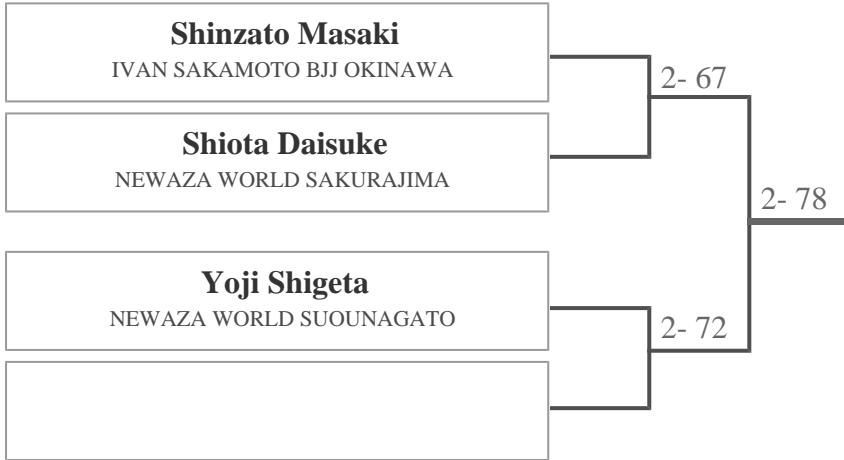 Shinzato Masaki
IVAN SAKAMOTO BJJ OKINAWA
2- 67
Shiota Daisuke
NEWAZA WORLD SAKURAJIMA
2- 78
Yoji Shigeta
NEWAZA WORLD SUOUNAGATO
2- 72